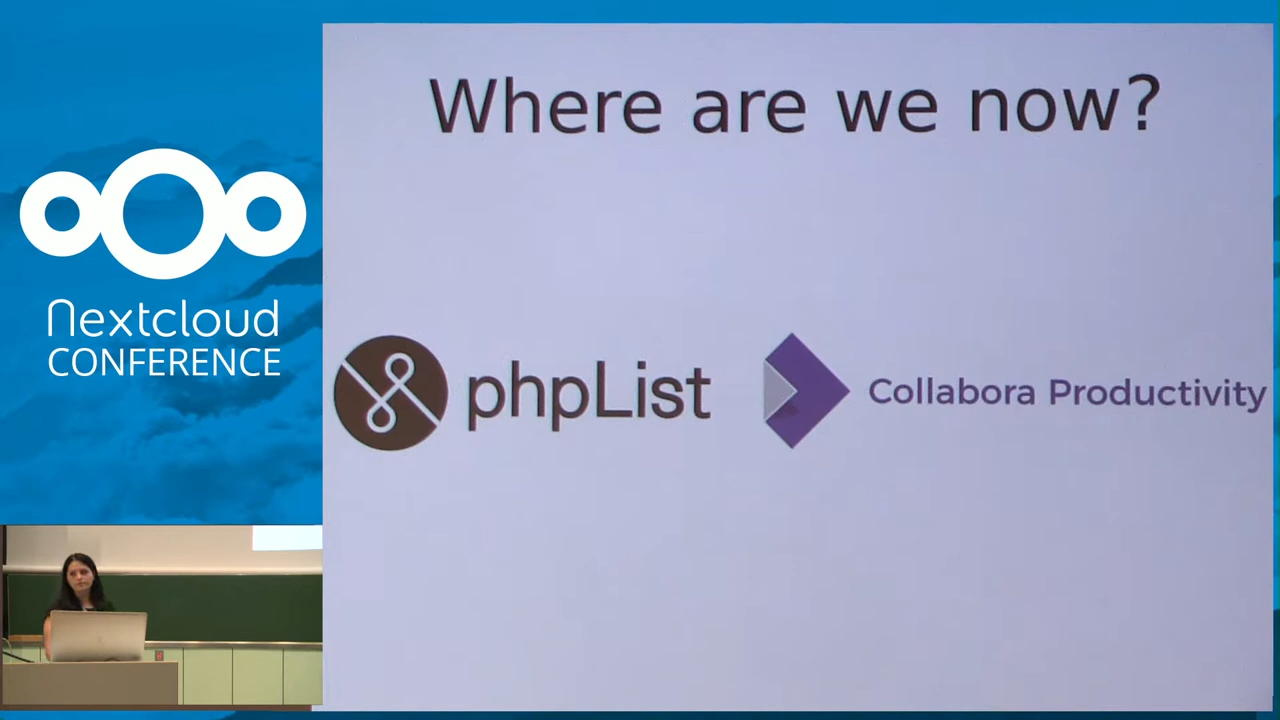 Nextcloud
CONFERENCE
Where are we now?
phpList
Collabora Productivity